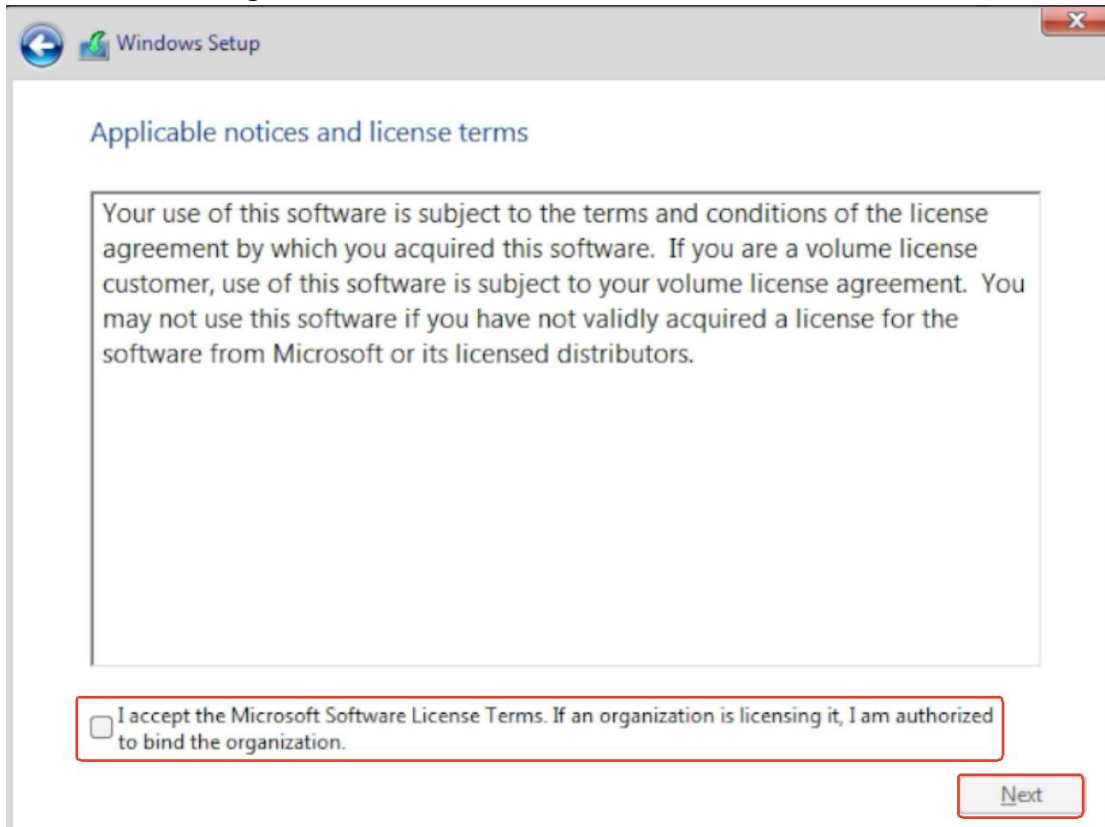 Windows Setup
Applicable notices and license terms
Your use of this software is subject to the terms and conditions of the license
agreement by which you acquired this software.  If you are a volume license
customer, use of this software is subject to your volume license agreement.  You
may not use this software if you have not validly acquired a license for the
software from Microsoft or its licensed distributors.
I accept the Microsoft Software License Terms. If an organization is licensing it, I am authorized
to bind the organization.
Next